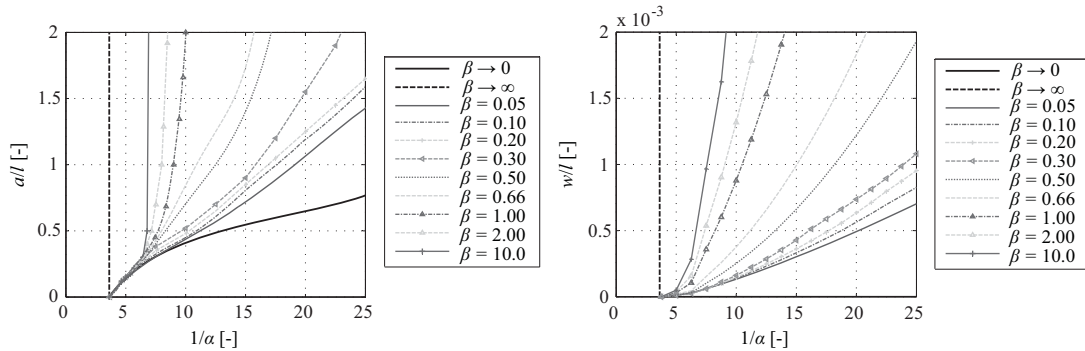 2
1.5
1
0.5
0
0
5
10
15
20
25
a/l [-]
1/α [-]
β → 0
β → ∞
β = 0.05
β = 0.10
β = 0.20
β = 0.30
β = 0.50
β = 0.66
β = 1.00
β = 2.00
β = 10.0
x 10⁻³
2
1.5
1
0.5
0
0
5
10
15
20
25
w/l [-]
1/α [-]
β → 0
β → ∞
β = 0.05
β = 0.10
β = 0.20
β = 0.30
β = 0.50
β = 0.66
β = 1.00
β = 2.00
β = 10.0